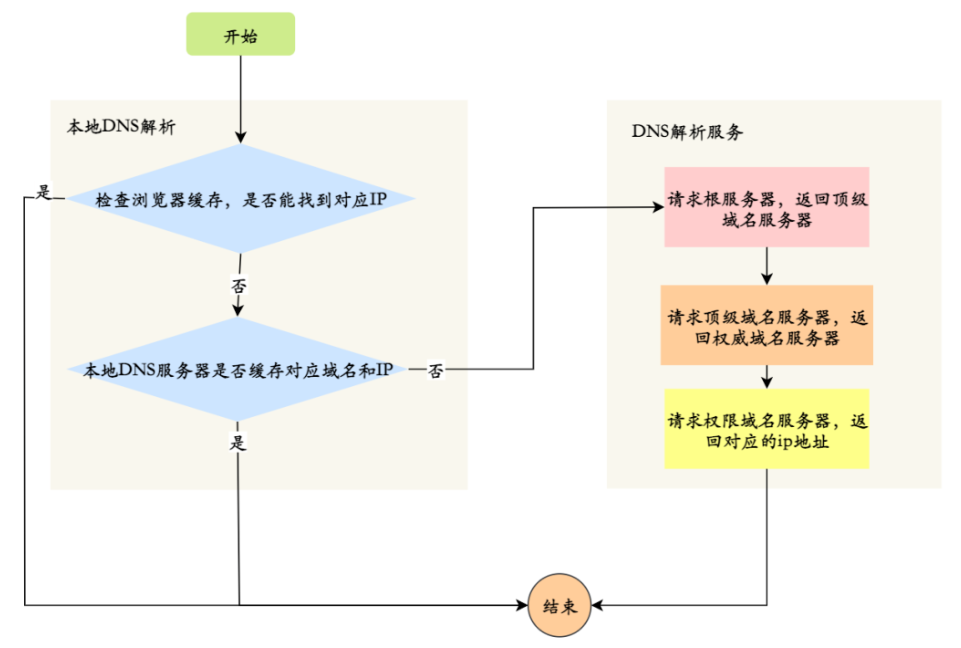 开始
本地DNS解析
是
检查浏览器缓存，是否能找到对应IP
否
本地DNS服务器是否缓存对应域名和IP
否
是
DNS解析服务
请求根服务器，返回顶级
域名服务器
请求顶级域名服务器，返
回权威域名服务器
请求权限域名服务器，返
回对应的ip地址
结束